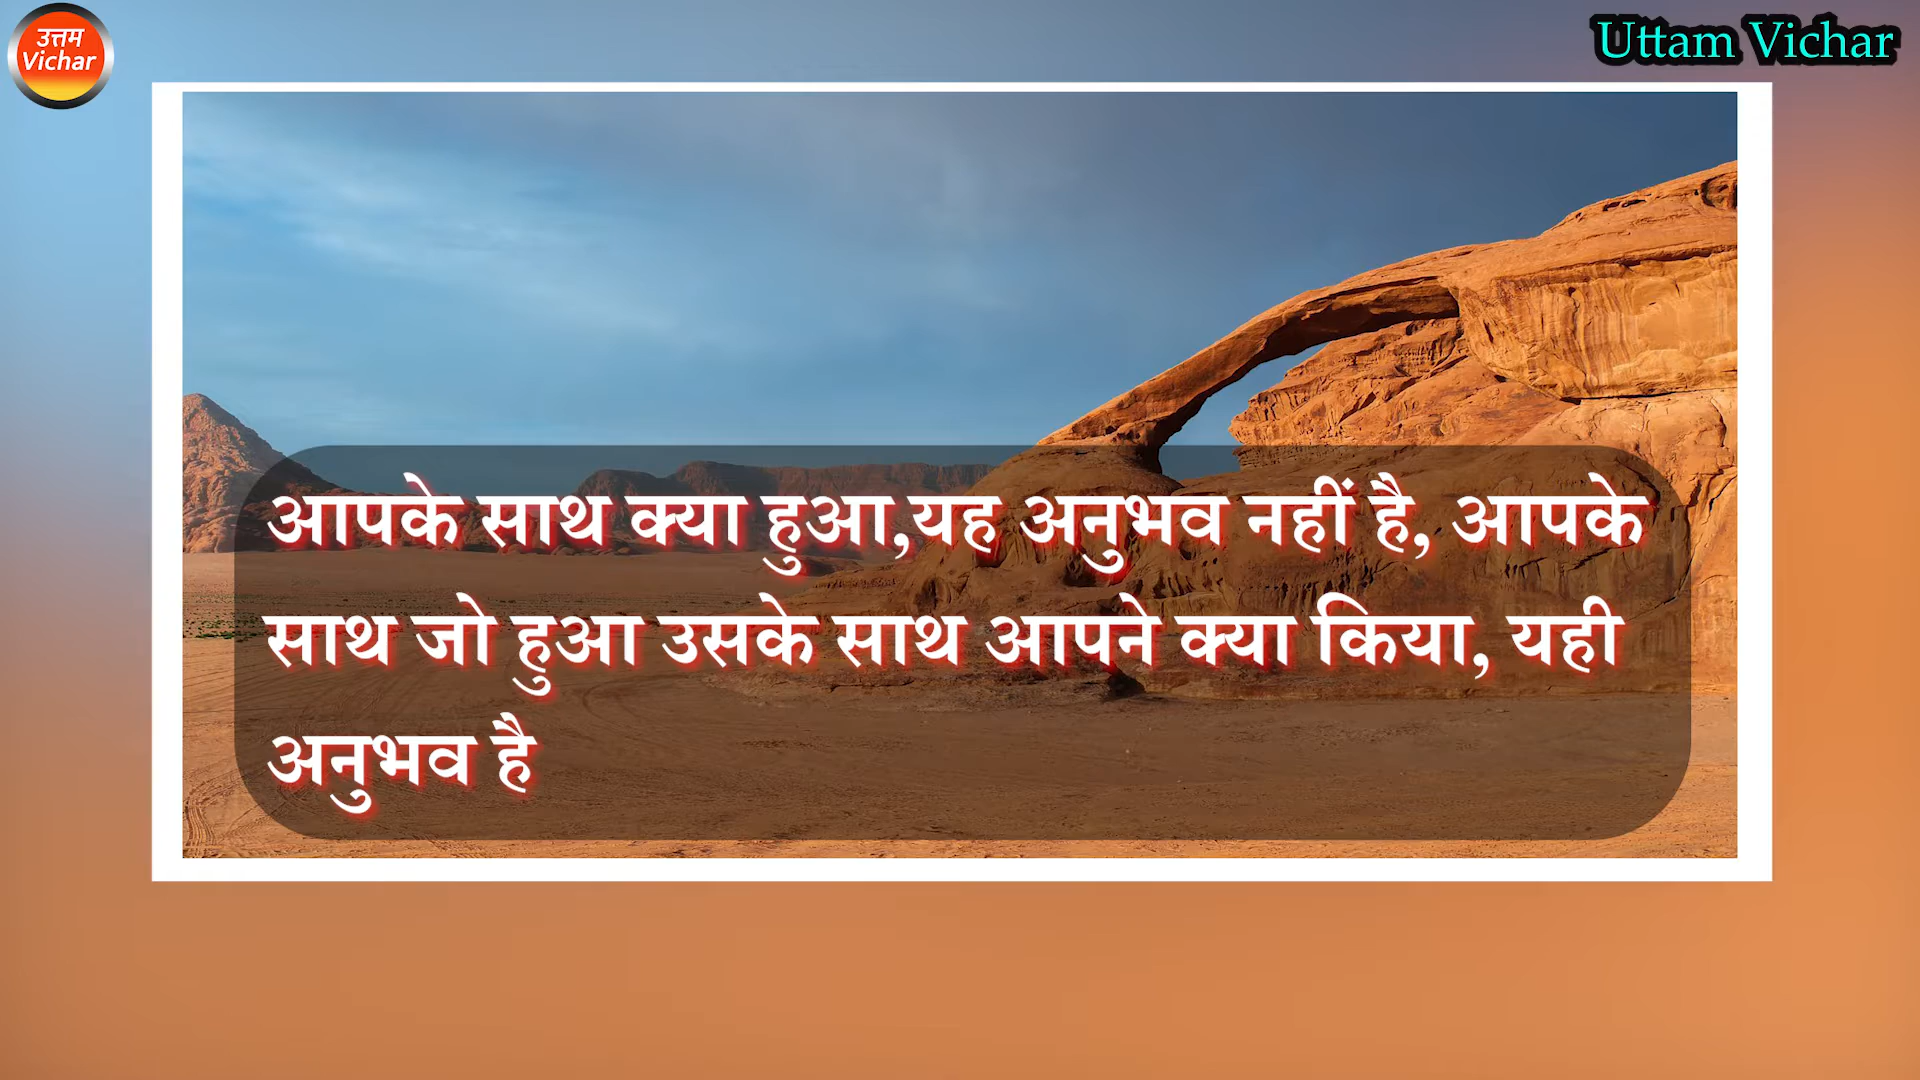 उत्तम
Vichar
Uttam Vichar
आपके साथ क्या हुआ,यह अनुभव नहीं है, आपके
साथ जो हुआ उसके साथ आपने क्या किया, यही
अनुभव है